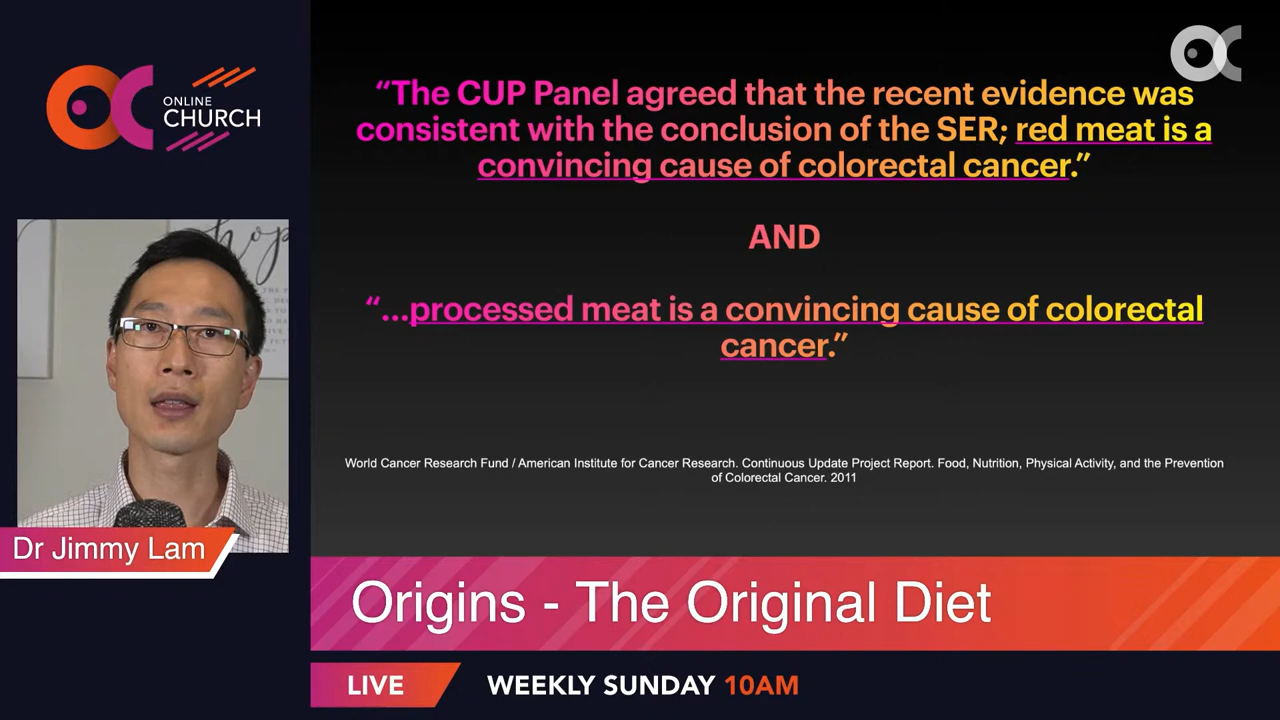 ONLINE
CHURCH
“The CUP Panel agreed that the recent evidence was
consistent with the conclusion of the SER; red meat is a
convincing cause of colorectal cancer.”
AND
“...processed meat is a convincing cause of colorectal
cancer.”
World Cancer Research Fund / American Institute for Cancer Research. Continuous Update Project Report. Food, Nutrition, Physical Activity, and the Prevention
of Colorectal Cancer. 2011
hop
Dr Jimmy Lam
Origins - The Original Diet
LIVE
WEEKLY SUNDAY 10AM